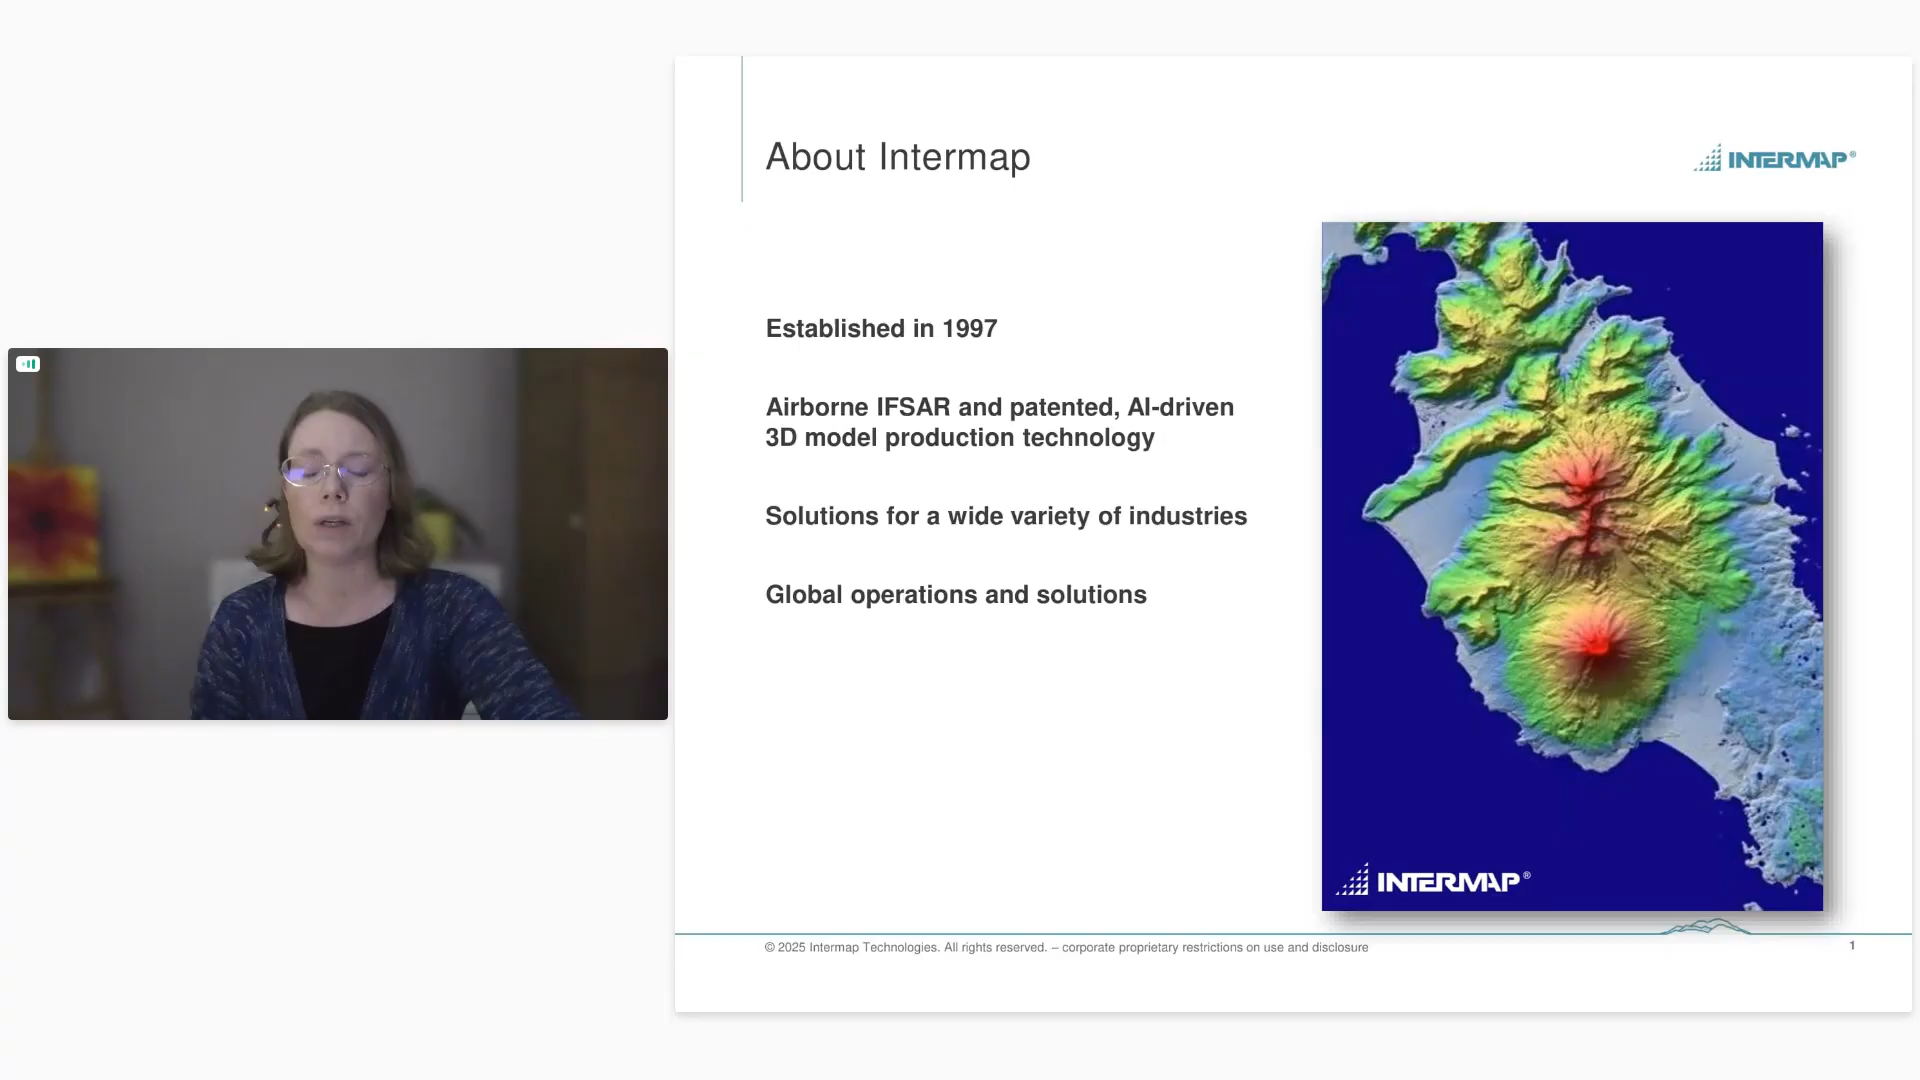 About Intermap
INTERMAP®
Established in 1997
Airborne IFSAR and patented, AI-driven
3D model production technology
Solutions for a wide variety of industries
Global operations and solutions
INTERMAP®
© 2025 Intermap Technologies. All rights reserved. – corporate proprietary restrictions on use and disclosure
1